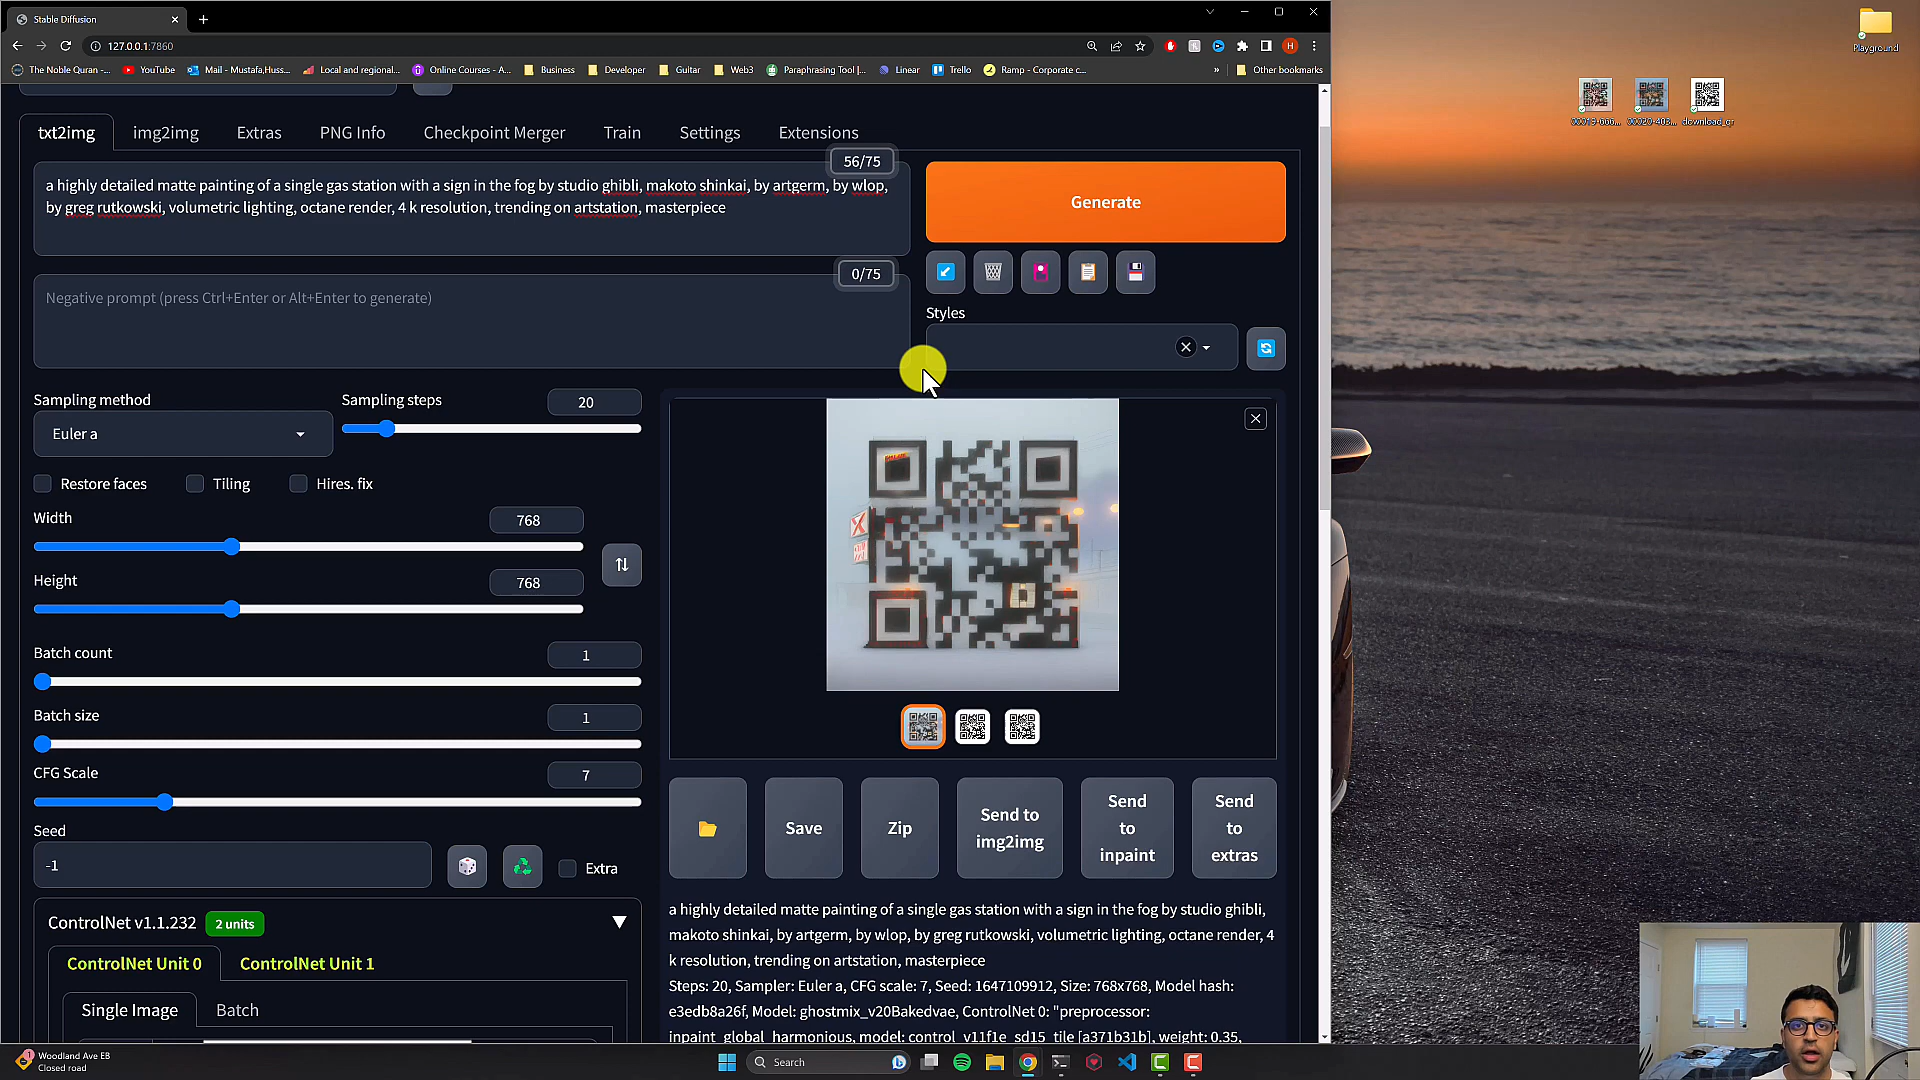 Stable Diffusion
127.0.0.1:7860
The Noble Quran -...
YouTube
Mail - Mustafa,Huss...
Local and regional...
Online Courses - A...
Business
Developer
Guitar
Web3
Paraphrasing Tool |...
Linear
Trello
Ramp - Corporate c...
»
Other bookmarks
Playground
00019-666...
00020-403...
download_qr
txt2img
img2img
Extras
PNG Info
Checkpoint Merger
Train
Settings
Extensions
56/75
a highly detailed matte painting of a single gas station with a sign in the fog by studio ghibli, makoto shinkai, by artgerm, by wlop,
by greg rutkowski, volumetric lighting, octane render, 4 k resolution, trending on artstation, masterpiece
Generate
0/75
Negative prompt (press Ctrl+Enter or Alt+Enter to generate)
Styles
Sampling method
Euler a
Sampling steps
20
Restore faces
Tiling
Hires. fix
Width
768
Height
768
Batch count
1
Batch size
1
CFG Scale
7
Seed
-1
Extra
Save
Zip
Send to
img2img
Send
to
inpaint
Send
to
extras
ControlNet v1.1.232
2 units
ControlNet Unit 0
ControlNet Unit 1
Single Image
Batch
a highly detailed matte painting of a single gas station with a sign in the fog by studio ghibli,
makoto shinkai, by artgerm, by wlop, by greg rutkowski, volumetric lighting, octane render, 4
k resolution, trending on artstation, masterpiece
Steps: 20, Sampler: Euler a, CFG scale: 7, Seed: 1647109912, Size: 768x768, Model hash:
e3edb8a26f, Model: ghostmix_v20Bakedvae, ControlNet 0: "preprocessor:
inpaint_global_harmonious, model: control_v11f1e_sd15_tile [a371b31b], weight: 0.35,
Woodland Ave EB
Closed road
Search